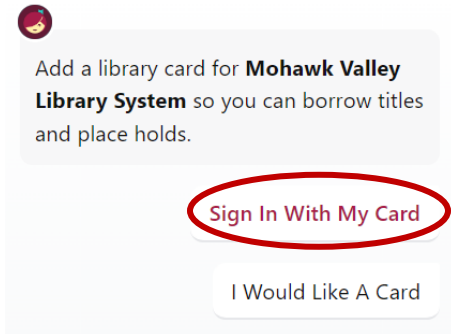 Add a library card for Mohawk Valley
Library System so you can borrow titles
and place holds.
Sign In With My Card
I Would Like A Card